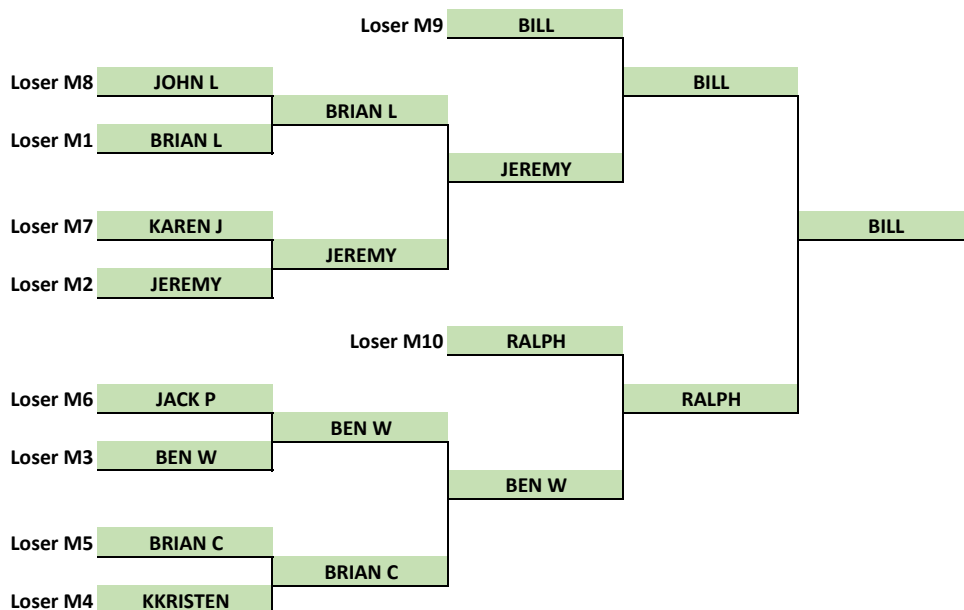 Loser M9 BILL
Loser M8 JOHN L BILL
BRIAN L
Loser M1 BRIAN L
JEREMY
Loser M7 KAREN J BILL
JEREMY
Loser M2 JEREMY
Loser M10 RALPH
Loser M6 JACK P RALPH
BEN W
Loser M3 BEN W
BEN W
Loser M5 BRIAN C
BRIAN C
Loser M4 KKRISTEN